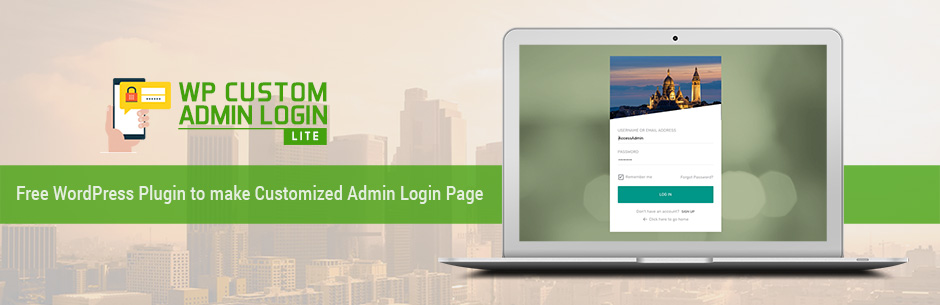 WP CUSTOM
ADMIN LOGIN
LITE
Free WordPress Plugin to make Customized Admin Login Page
USERNAME OR EMAIL ADDRESS
PASSWORD
Remember me
Forgot Password?
LOG IN
Don't have an account? SIGN UP
Click here to go home